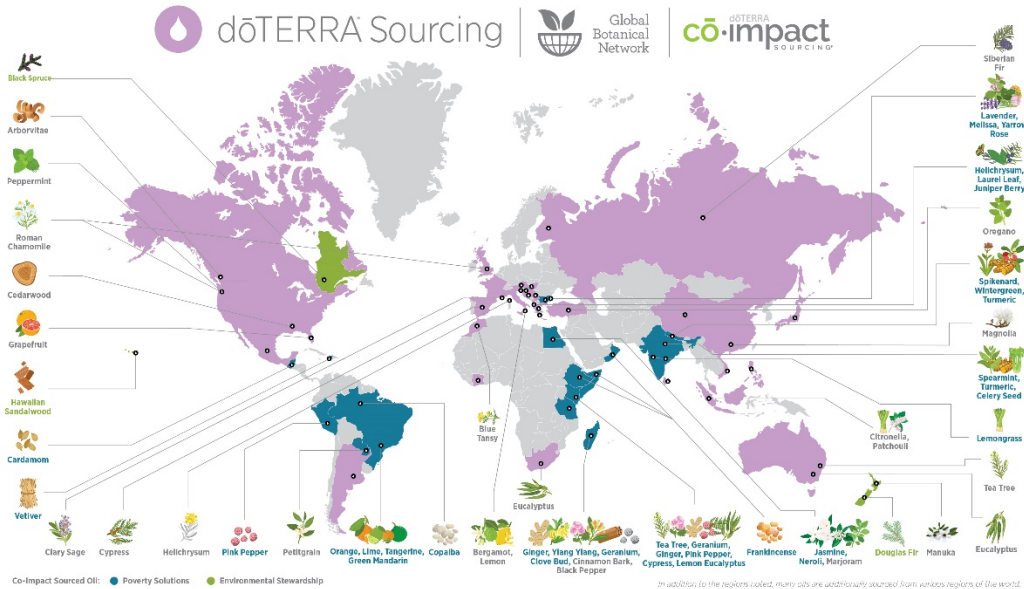 dōTERRA Sourcing
Global
Botanical
Network
dōTERRA
cō·impact
SOURCING®
Black Spruce
Arborvitae
Peppermint
Roman
Chamomile
Cedarwood
Grapefruit
Hawaiian
Sandalwood
Cardamom
Vetiver
Clary Sage
Cypress
Helichrysum
Pink Pepper
Petitgrain
Orange, Lime, Tangerine,
Green Mandarin
Copaiba
Blue
Tansy
Bergamot,
Lemon
Eucalyptus
Ginger, Ylang Ylang, Geranium,
Clove Bud, Cinnamon Bark,
Black Pepper
Tea Tree, Geranium,
Ginger, Pink Pepper,
Cypress, Lemon Eucalyptus
Frankincense
Jasmine,
Neroli, Marjoram
Citronella,
Patchouli
Douglas Fir
Manuka
Eucalyptus
Siberian
Fir
Lavender,
Melissa, Yarrow
Rose
Helichrysum,
Laurel Leaf,
Juniper Berry
Oregano
Spikenard,
Wintergreen,
Turmeric
Magnolia
Spearmint,
Turmeric,
Celery Seed
Lemongrass
Tea Tree
Co-Impact Sourced Oil:
Poverty Solutions
Environmental Stewardship
In addition to the regions noted, many oils are additionally sourced from various regions of the world.